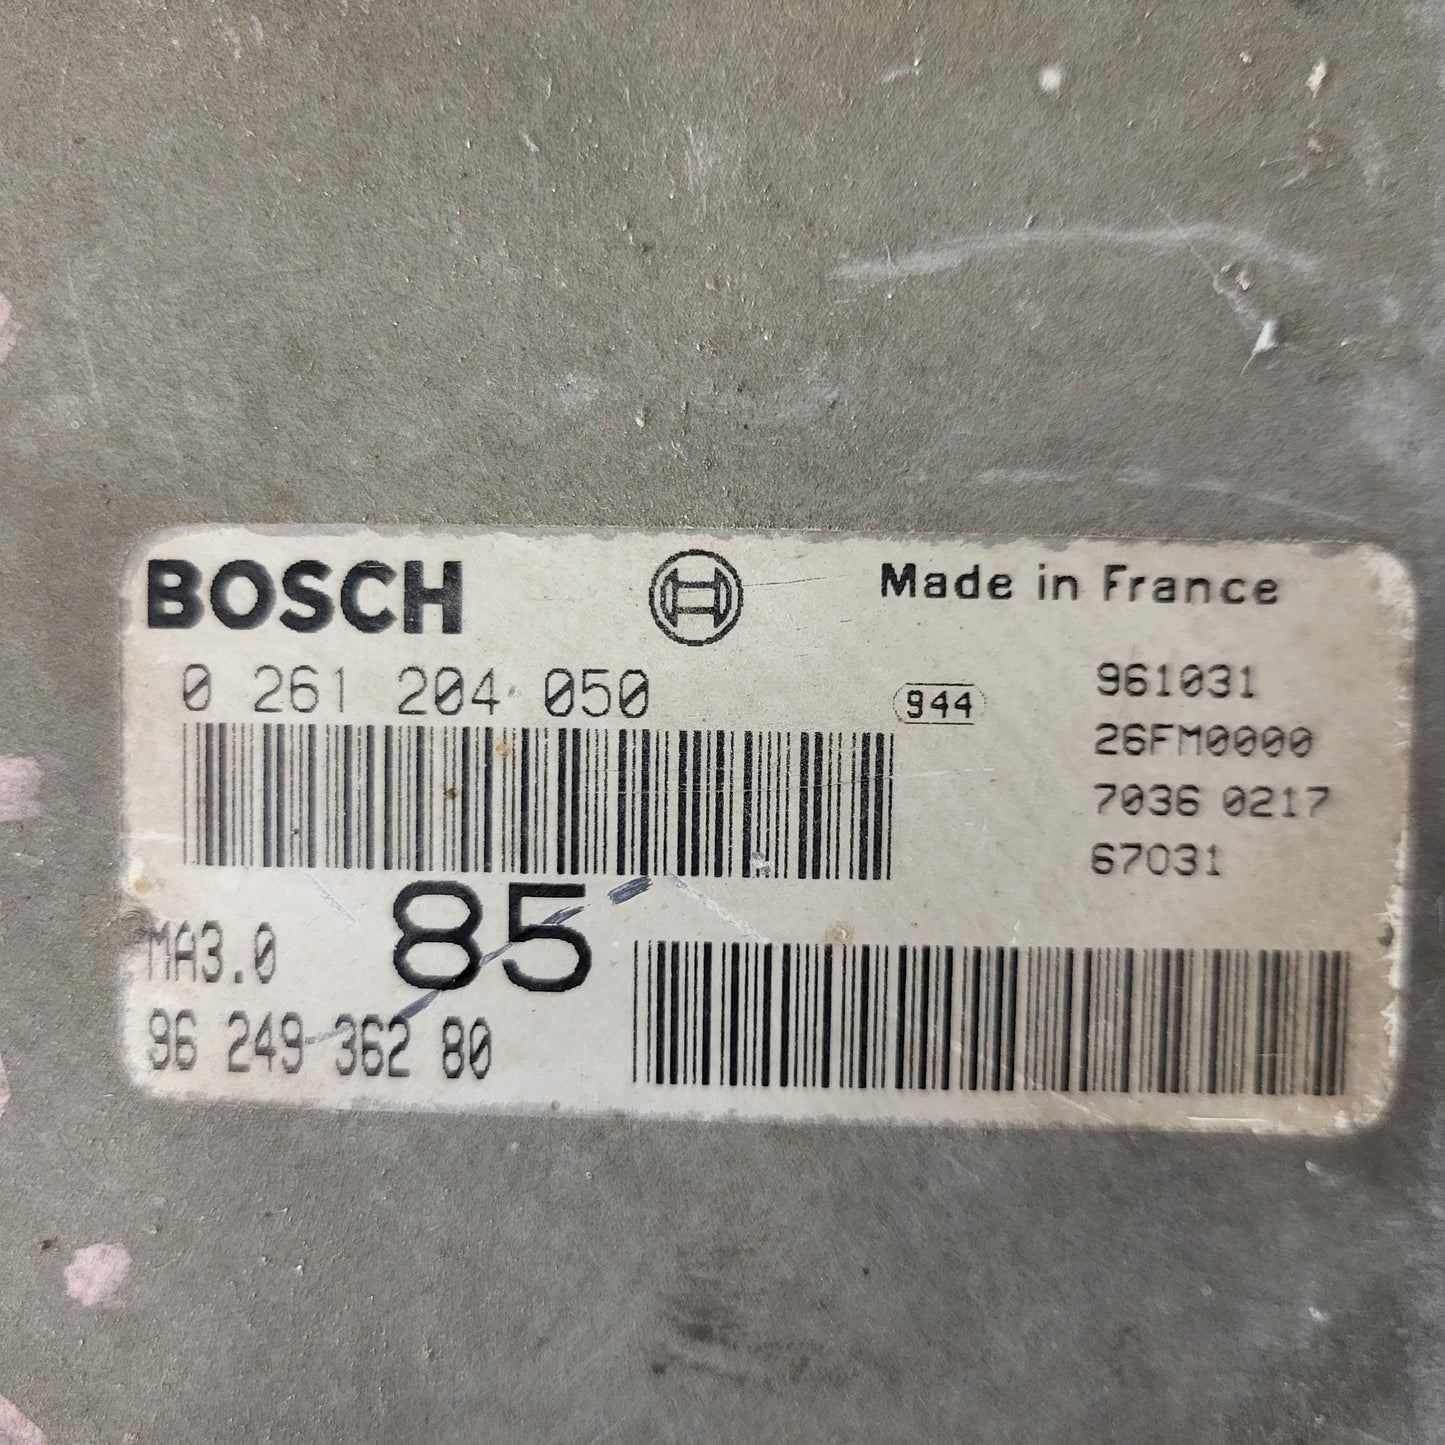 BOSCH
Made in France
0 261 204 050
944
961031
26FM0000
7036 0217
67031
MA3.0
85
96 249 362 80